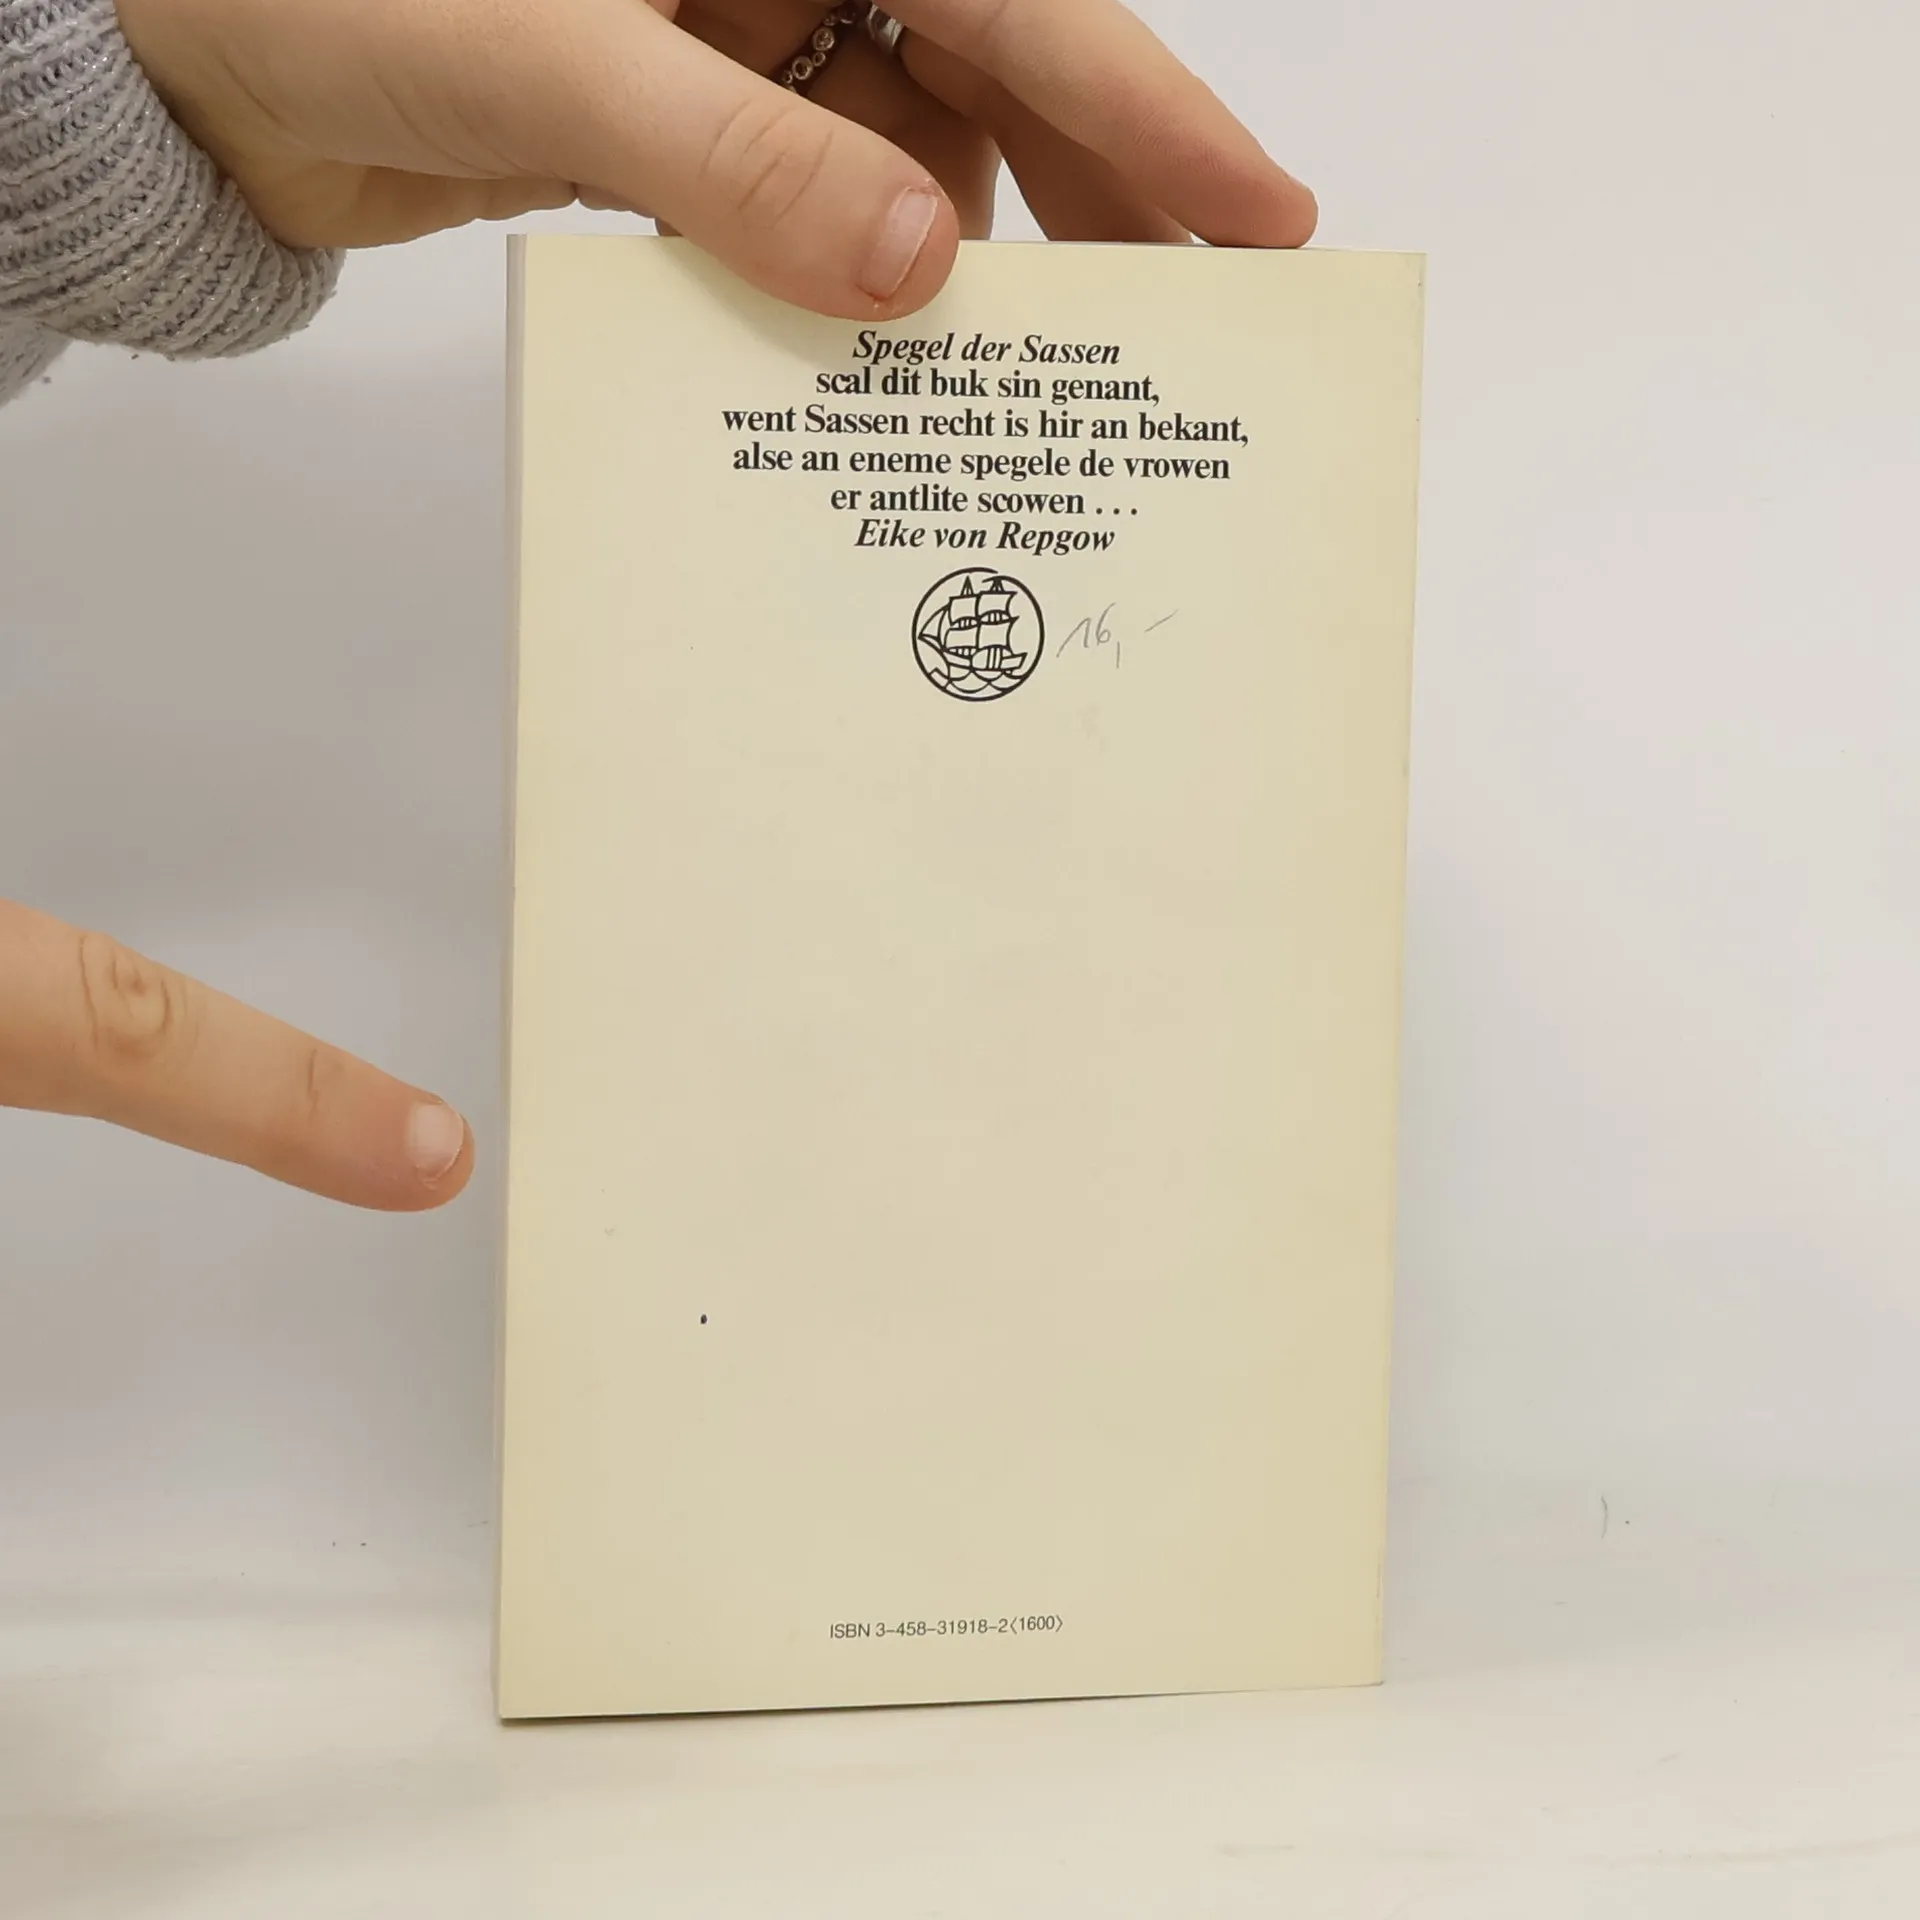 Spegel der Sassen
scal dit buk sin genant,
went Sassen recht is hir an bekant,
alse an eneme spegele de vrowen
er antlite scowen . . .
Eike von Repgow
16,-
ISBN 3–458–31918–2〈1600〉